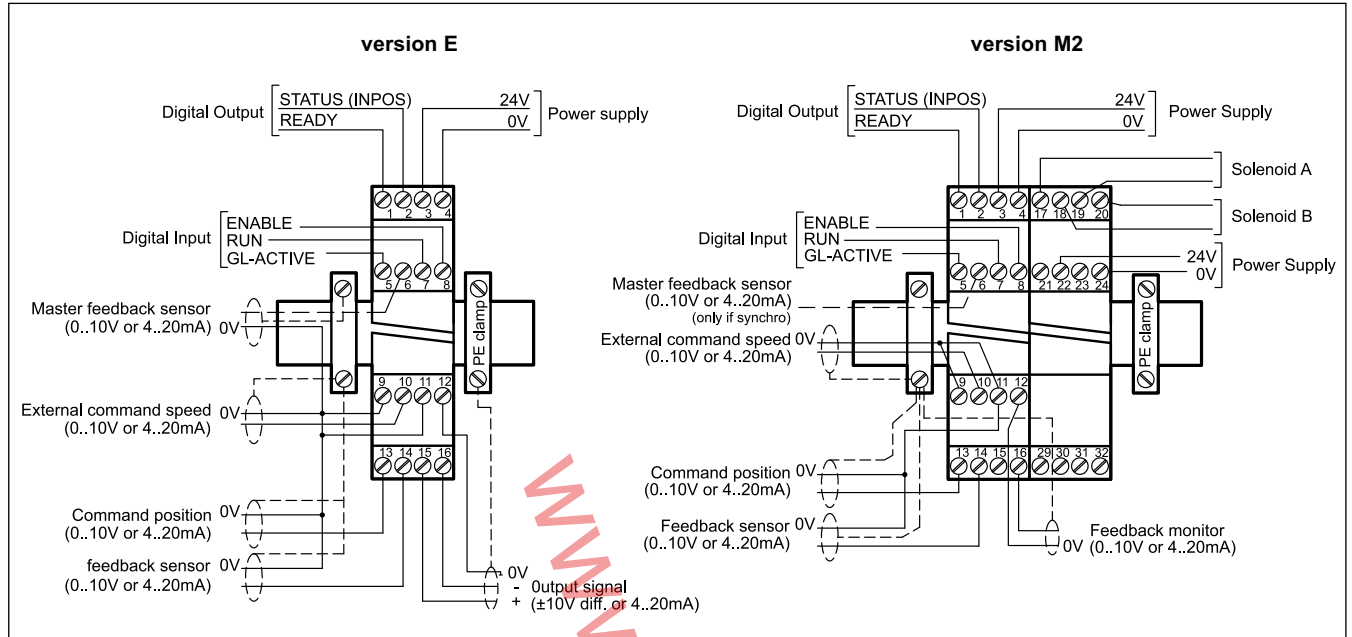 version E
Digital Output
STATUS (INPOS)
READY
24V
0V
Power supply
1 2 3 4
Digital Input
ENABLE
RUN
GL-ACTIVE
5 6 7 8
Master feedback sensor
(0..10V or 4..20mA) 0V
PE clamp
9 10 11 12
External command speed 0V
(0..10V or 4..20mA)
13 14 15 16
Command position 0V
(0..10V or 4..20mA)
feedback sensor 0V
(0..10V or 4..20mA)
0V
- 0utput signal
+ (±10V diff. or 4..20mA)
version M2
Digital Output
STATUS (INPOS)
READY
24V
0V
Power Supply
Solenoid A
1 2 3 4 17 18 19 20
Solenoid B
Digital Input
ENABLE
RUN
GL-ACTIVE
24V
0V
Power Supply
5 6 7 8 21 22 23 24
Master feedback sensor
(0..10V or 4..20mA)
(only if synchro)
External command speed 0V
(0..10V or 4..20mA)
PE clamp
9 10 11 12
13 14 15 16 29 30 31 32
Command position 0V
(0..10V or 4..20mA)
Feedback sensor 0V
(0..10V or 4..20mA)
Feedback monitor
0V (0..10V or 4..20mA)